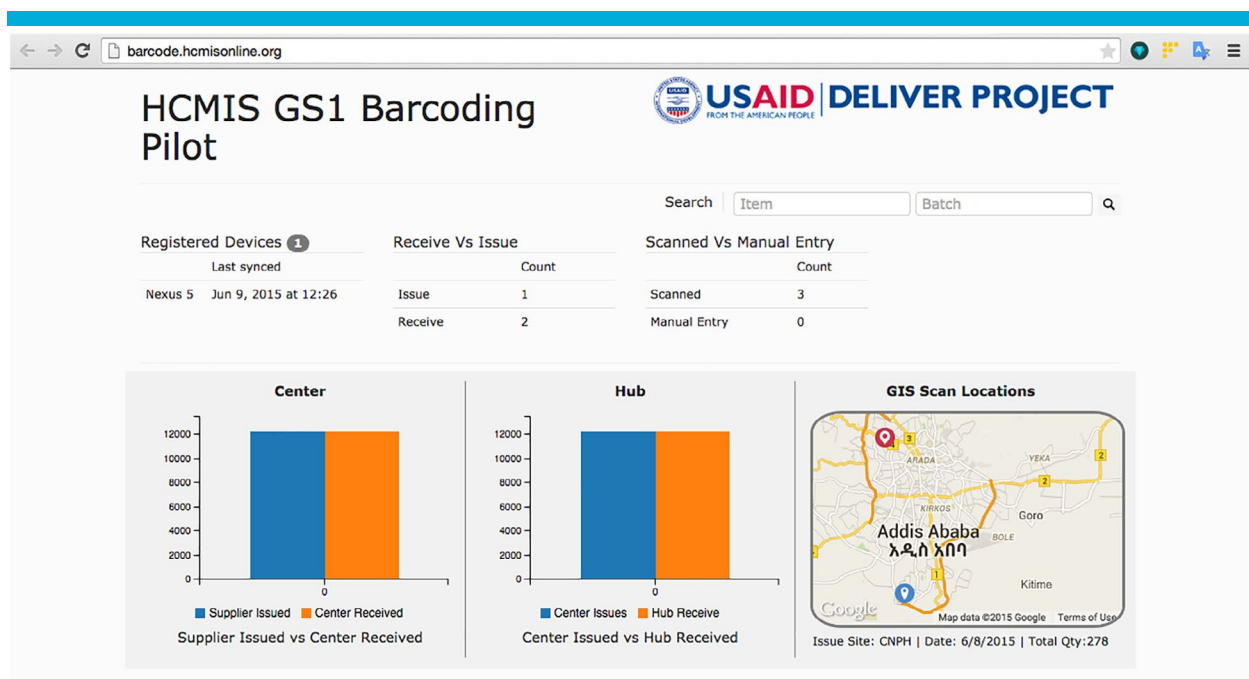 barcode.hcmisonline.org
HCMIS GS1 Barcoding
Pilot
USAID DELIVER PROJECT
FROM THE AMERICAN PEOPLE
Search Item Batch
Registered Devices 1
Last synced
Nexus 5 Jun 9, 2015 at 12:26
Receive Vs Issue
Count
Issue 1
Receive 2
Scanned Vs Manual Entry
Count
Scanned 3
Manual Entry 0
Center
12000
10000
8000
6000
4000
2000
0
0
Supplier Issued Center Received
Supplier Issued vs Center Received
Hub
12000
10000
8000
6000
4000
2000
0
0
Center Issues Hub Receive
Center Issued vs Hub Received
GIS Scan Locations
3
4
ARADA
YEKA
2
2
KIRKOS
Goro
Addis Ababa
BOLE
አዲስ አበባ
1
Kitime
Google
Map data ©2015 Google Terms of Use
Issue Site: CNPH | Date: 6/8/2015 | Total Qty:278